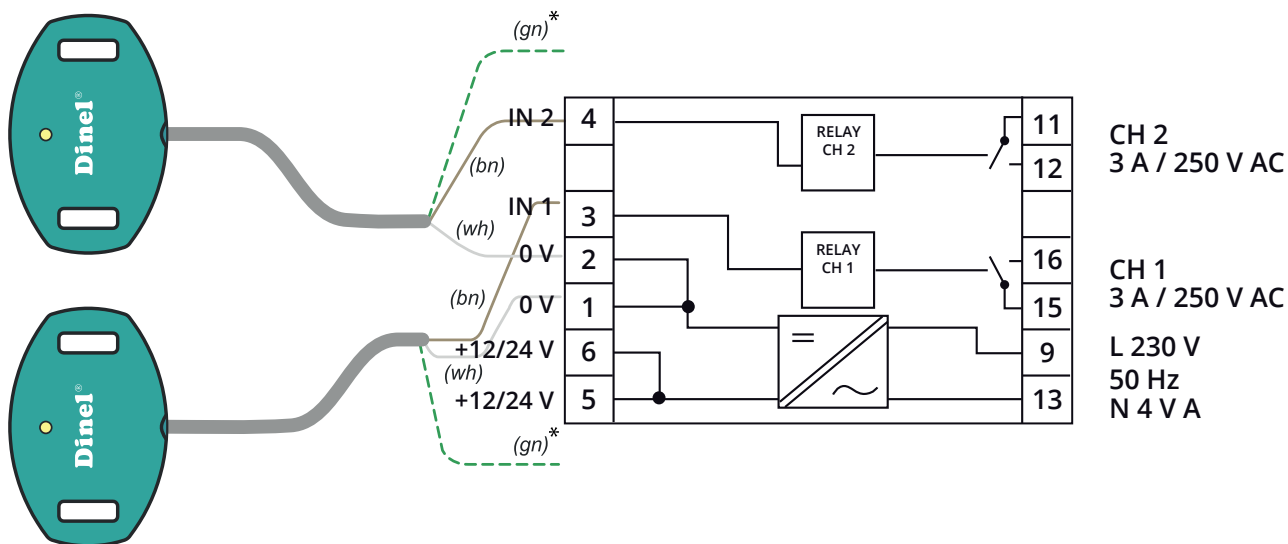 (gn)*
Dinel®
IN 2
(bn)
IN 1
(wh)
0 V
(bn)
0 V
+12/24 V
(wh)
+12/24 V
(gn)*
Dinel®
4
3
2
1
6
5
RELAY
CH 2
RELAY
CH 1
11
12
16
15
9
13
CH 2
3 A / 250 V AC
CH 1
3 A / 250 V AC
L 230 V
50 Hz
N 4 V A